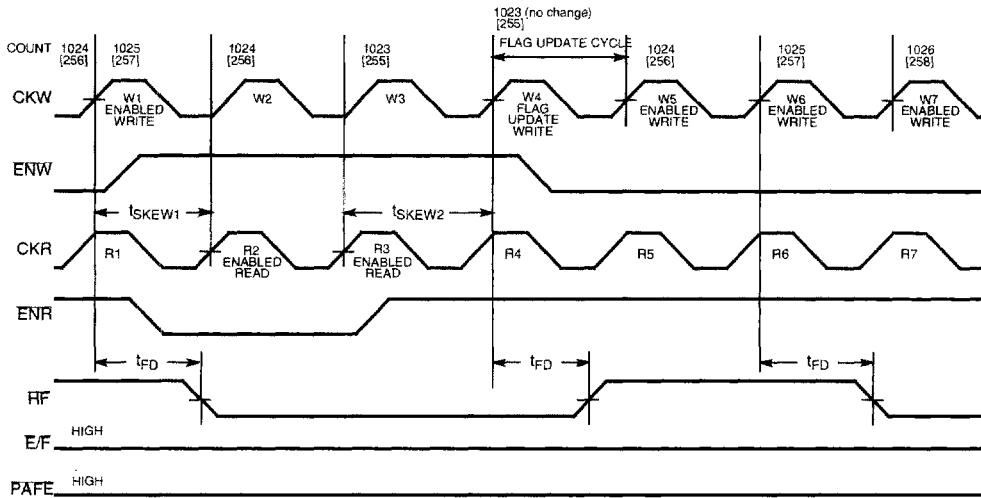 1023 (no change)
[255]
COUNT 1024 1025 1024 1023 FLAG UPDATE CYCLE 1024 1025 1026
[256] [257] [256] [255] [256] [257] [258]
CKW W1 W2 W3 W4 W5 W6 W7
ENABLED WRITE FLAG UPDATE WRITE ENABLED WRITE ENABLED WRITE ENABLED WRITE
ENW
tSKEW1 tSKEW2
CKR R1 R2 R3 R4 R5 R6 R7
ENABLED READ ENABLED READ
ENR
tFD tFD tFD
HF
E/F HIGH
PAFE HIGH